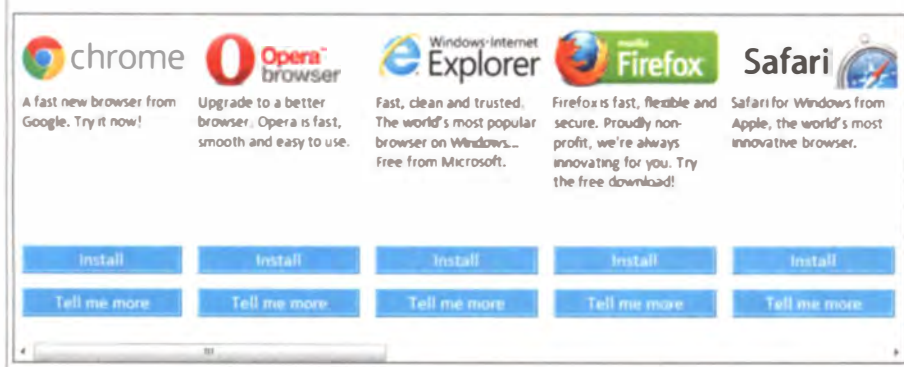 chrome
A fast new browser from
Google. Try it now!
Install
Tell me more
Opera
browser
Upgrade to a better
browser. Opera is fast,
smooth and easy to use.
Install
Tell me more
Windows Internet
Explorer
Fast, clean and trusted.
The world's most popular
browser on Windows...
Free from Microsoft.
Install
Tell me more
mozilla
Firefox
Firefox is fast, flexible and
secure. Proudly non-
profit, we're always
innovating for you. Try
the free download!
Install
Tell me more
Safari
Safari for Windows from
Apple, the world's most
innovative browser.
Install
Tell me more